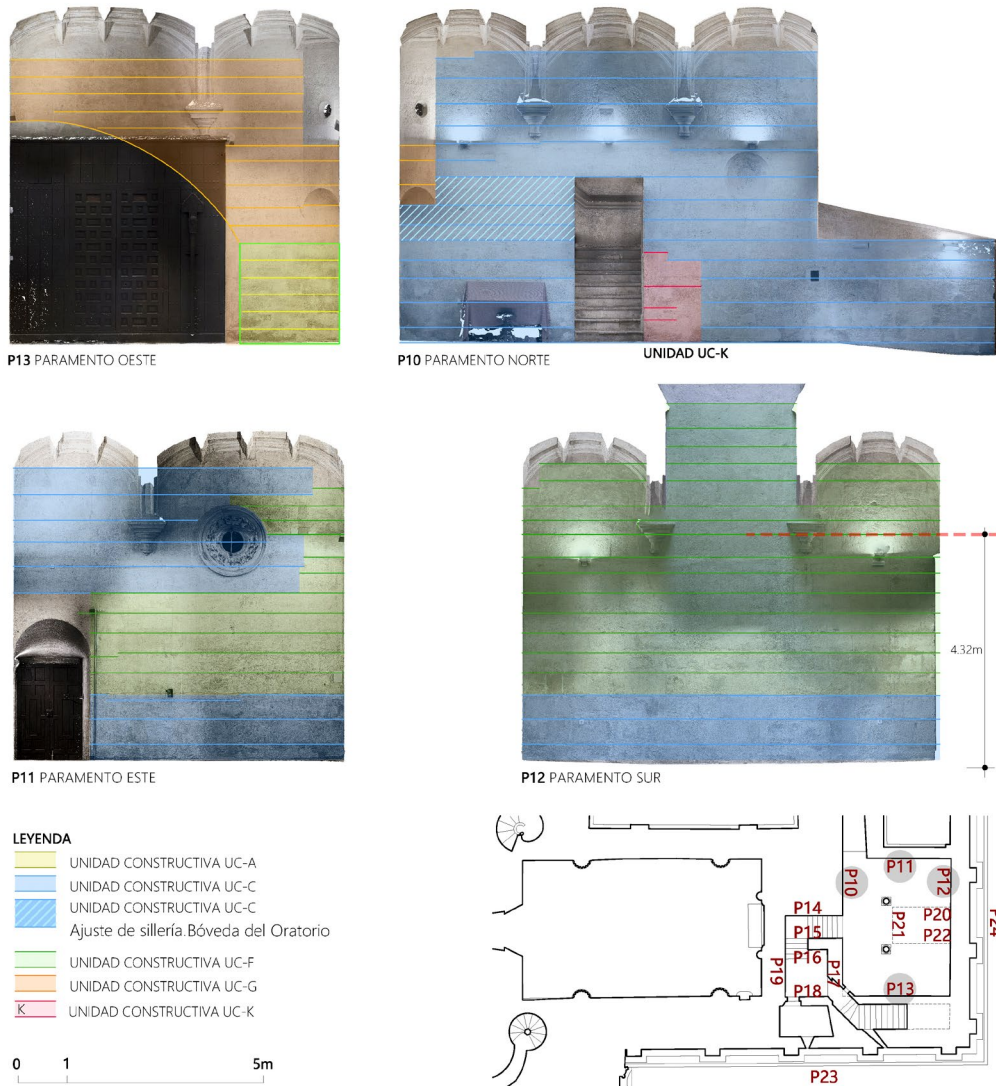 P13 PARAMENTO OESTE
P10 PARAMENTO NORTE
UNIDAD UC-K
4.32m
P11 PARAMENTO ESTE
P12 PARAMENTO SUR
LEYENDA
UNIDAD CONSTRUCTIVA UC-A
UNIDAD CONSTRUCTIVA UC-C
UNIDAD CONSTRUCTIVA UC-C
Ajuste de sillería.Bóveda del Oratorio
UNIDAD CONSTRUCTIVA UC-F
UNIDAD CONSTRUCTIVA UC-G
K UNIDAD CONSTRUCTIVA UC-K
0 1 5m
P11
P10
P12
P14
P20
P24
P15
P21
P22
P16
P19
P17
P18
P13
P23